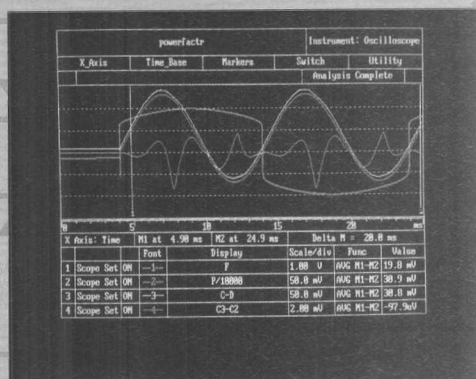 powerfactr Instrument: Oscilloscope
X_Axis Time_Base Markers Switch Utility
Analysis Complete
0 5 10 15 20 ms
X Axis: Time M1 at 4.90 ms M2 at 24.9 ms Delta M = 20.0 ms
Font Display Scale/div Func Value
1 Scope Set ON —1— P 1.00 V AVG M1-M2 19.8 mV
2 Scope Set ON —2— P/10000 50.0 mV AVG M1-M2 30.9 mV
3 Scope Set ON —3— C-D 50.0 mV AVG M1-M2 30.8 mV
4 Scope Set ON C3-C2 2.00 mV AVG M1-M2 -97.9uV